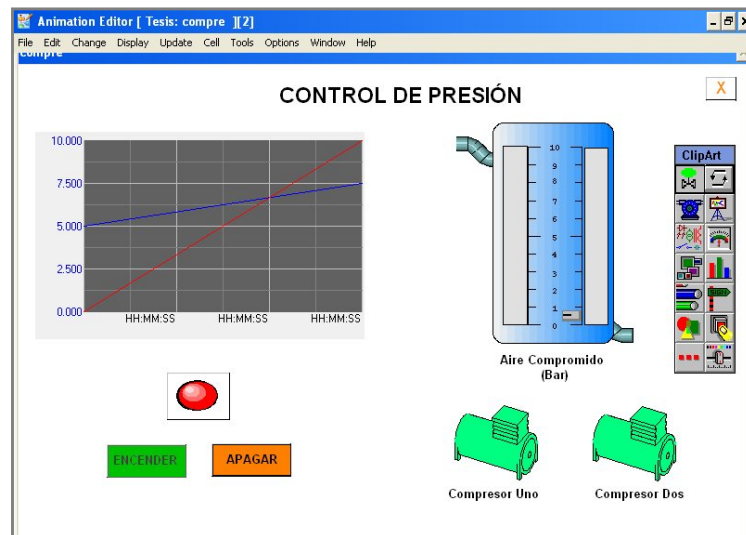 Animation Editor [ Tesis: compre ][2]
File Edit Change Display Update Cell Tools Options Window Help
compre
CONTROL DE PRESIÓN
X
10.000
7.500
5.000
2.500
0.000
HH:MM:SS HH:MM:SS HH:MM:SS
10
9
8
7
6
5
4
3
2
1
0
Aire Compromido
(Bar)
ClipArt
ENCENDER
APAGAR
Compresor Uno
Compresor Dos